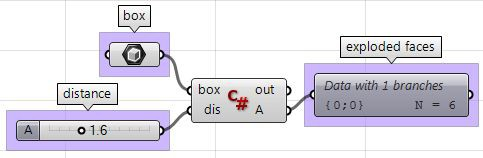 box
exploded faces
distance
box
dis
C#
out
A
Data with 1 branches
{0;0} N = 6
A
1.6